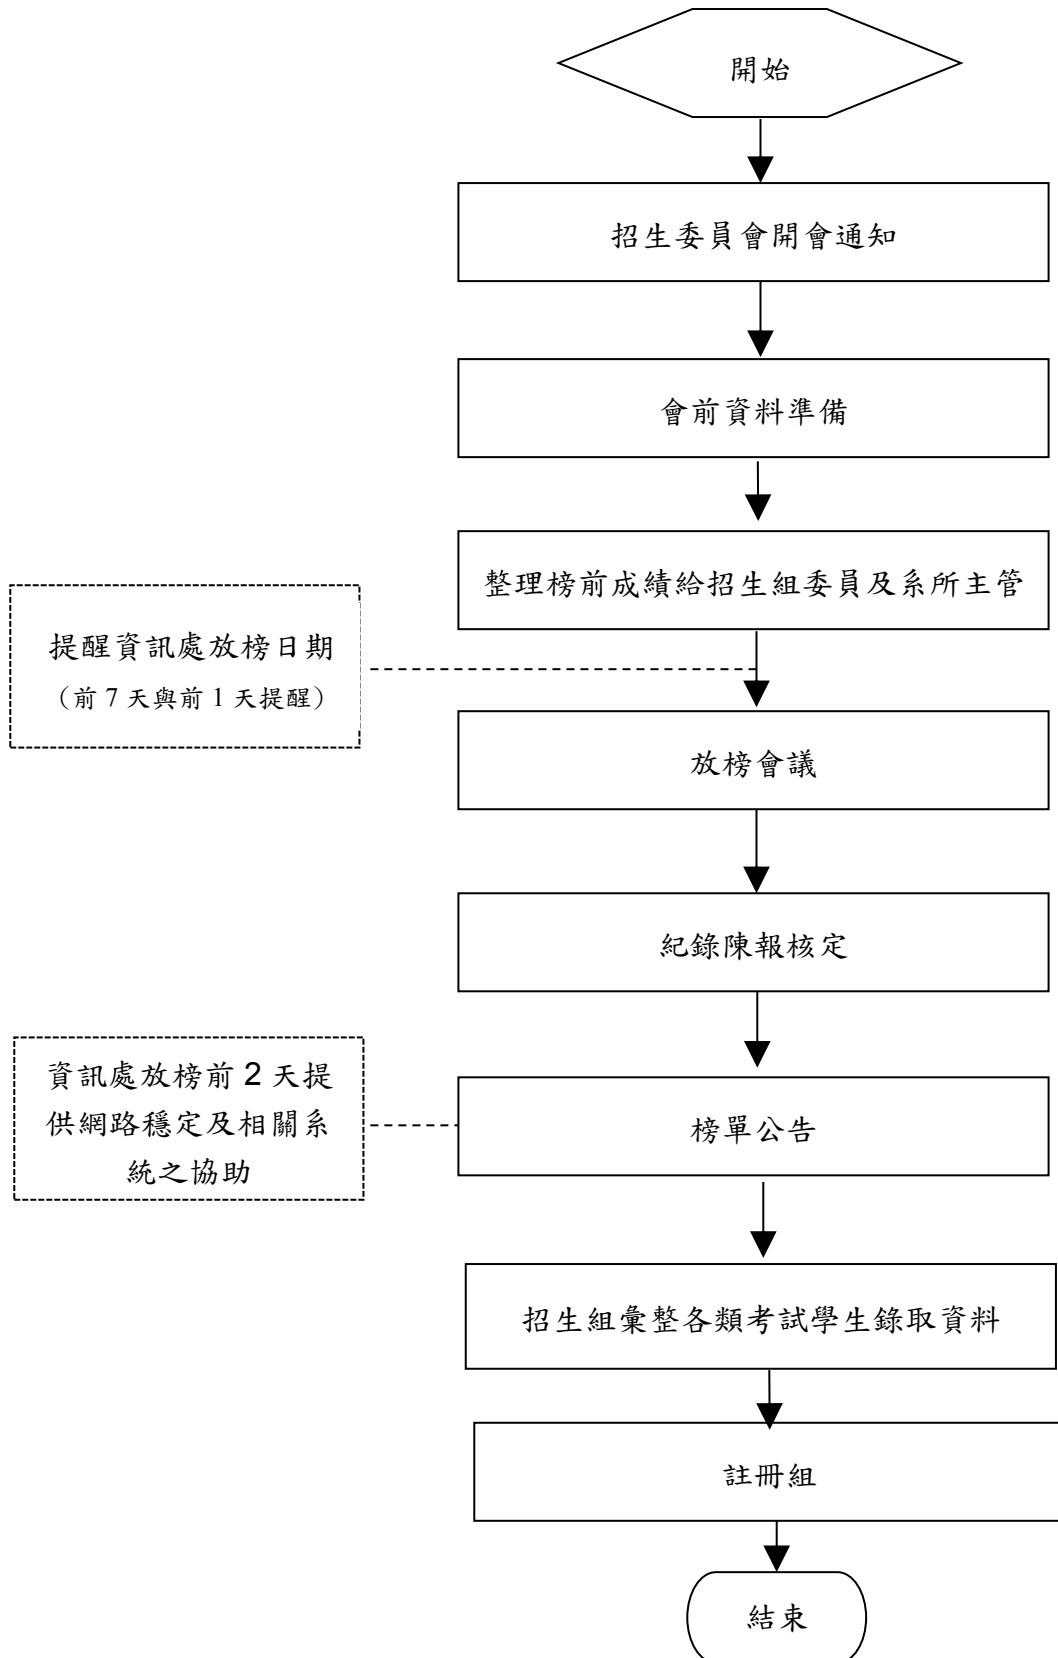 開始
招生委員會開會通知
會前資料準備
整理榜前成績給招生組委員及系所主管
提醒資訊處放榜日期
（前 7 天與前 1 天提醒）
放榜會議
紀錄陳報核定
資訊處放榜前 2 天提
供網路穩定及相關系
統之協助
榜單公告
招生組彙整各類考試學生錄取資料
註冊組
結束